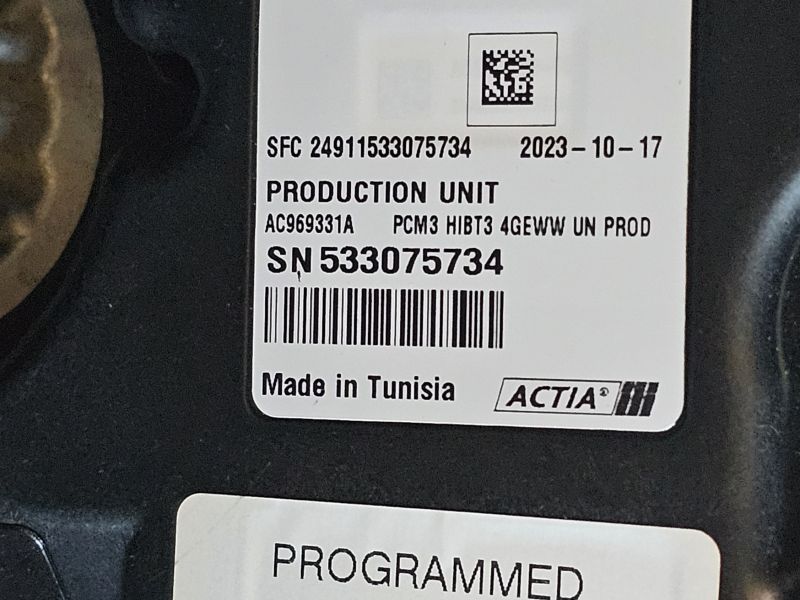 SFC 24911533075734 2023-10-17
PRODUCTION UNIT
AC969331A PCM3 HIBT3 4GEWW UN PROD
SN 533075734
Made in Tunisia ACTIA®
PROGRAMMED